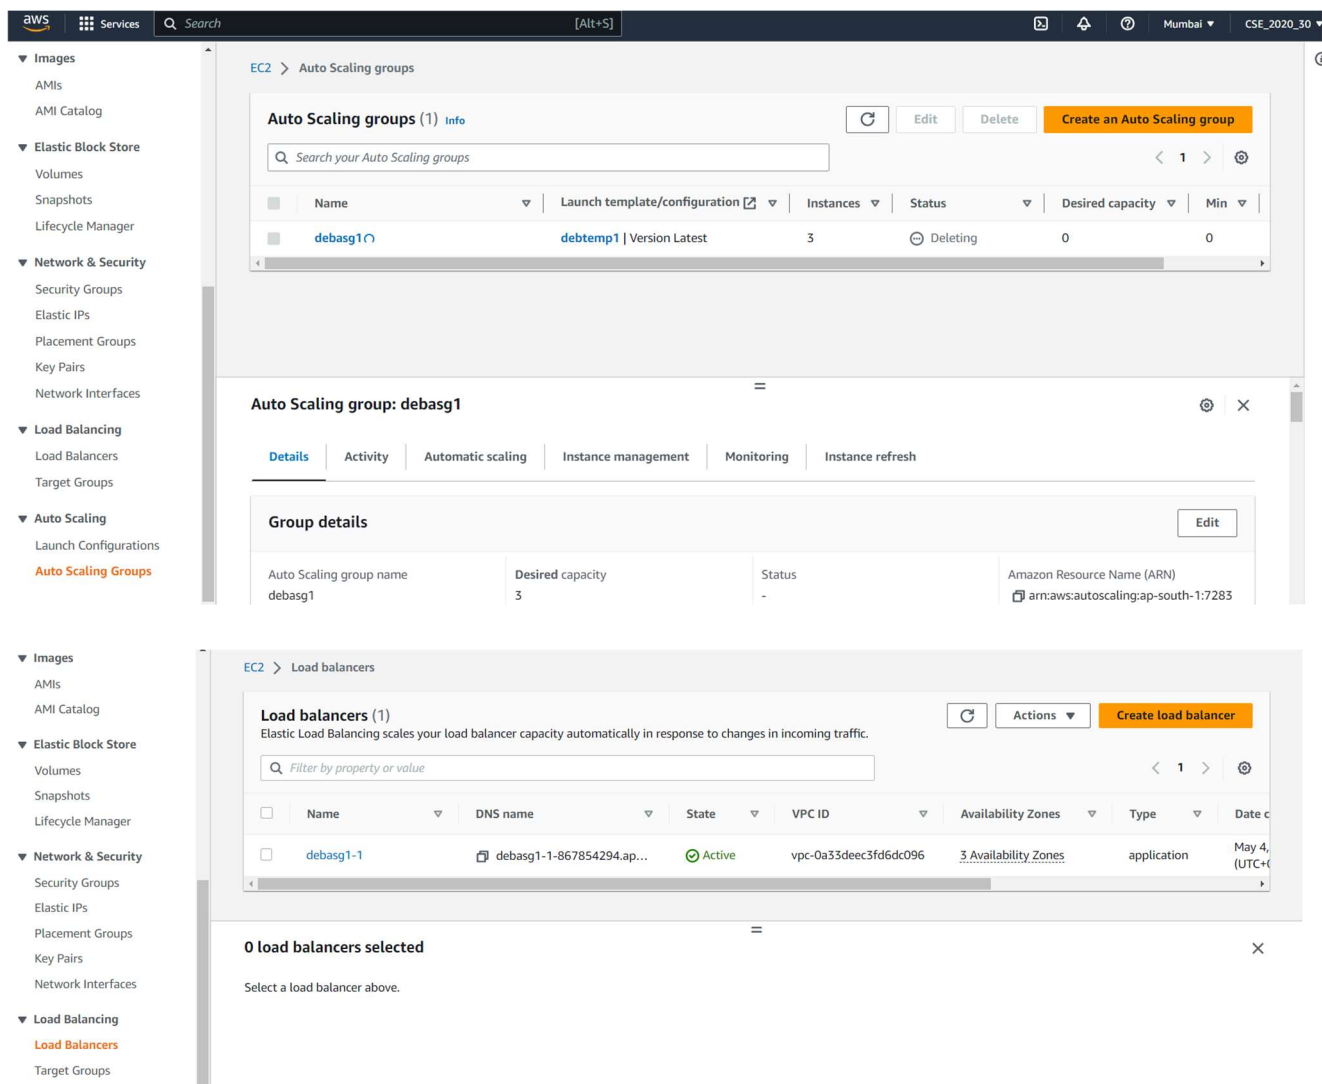 aws Services Search [Alt+S] Mumbai CSE_2020_30
Images
AMIs
AMI Catalog
Elastic Block Store
Volumes
Snapshots
Lifecycle Manager
Network & Security
Security Groups
Elastic IPs
Placement Groups
Key Pairs
Network Interfaces
Load Balancing
Load Balancers
Target Groups
Auto Scaling
Launch Configurations
Auto Scaling Groups
EC2 > Auto Scaling groups
Auto Scaling groups (1) Info Edit Delete Create an Auto Scaling group
Search your Auto Scaling groups 1
Name Launch template/configuration Instances Status Desired capacity Min
debasg1 debtemp1 | Version Latest 3 Deleting 0 0
Auto Scaling group: debasg1
Details Activity Automatic scaling Instance management Monitoring Instance refresh
Group details Edit
Auto Scaling group name Desired capacity Status Amazon Resource Name (ARN)
debasg1 3 - arn:aws:autoscaling:ap-south-1:7283
Images
AMIs
AMI Catalog
Elastic Block Store
Volumes
Snapshots
Lifecycle Manager
Network & Security
Security Groups
Elastic IPs
Placement Groups
Key Pairs
Network Interfaces
Load Balancing
Load Balancers
Target Groups
EC2 > Load balancers
Load balancers (1) Actions Create load balancer
Elastic Load Balancing scales your load balancer capacity automatically in response to changes in incoming traffic.
Filter by property or value 1
Name DNS name State VPC ID Availability Zones Type Date c
debasg1-1 debasg1-1-867854294.ap... Active vpc-0a33deec3fd6dc096 3 Availability Zones application May 4,
(UTC+0
0 load balancers selected
Select a load balancer above.